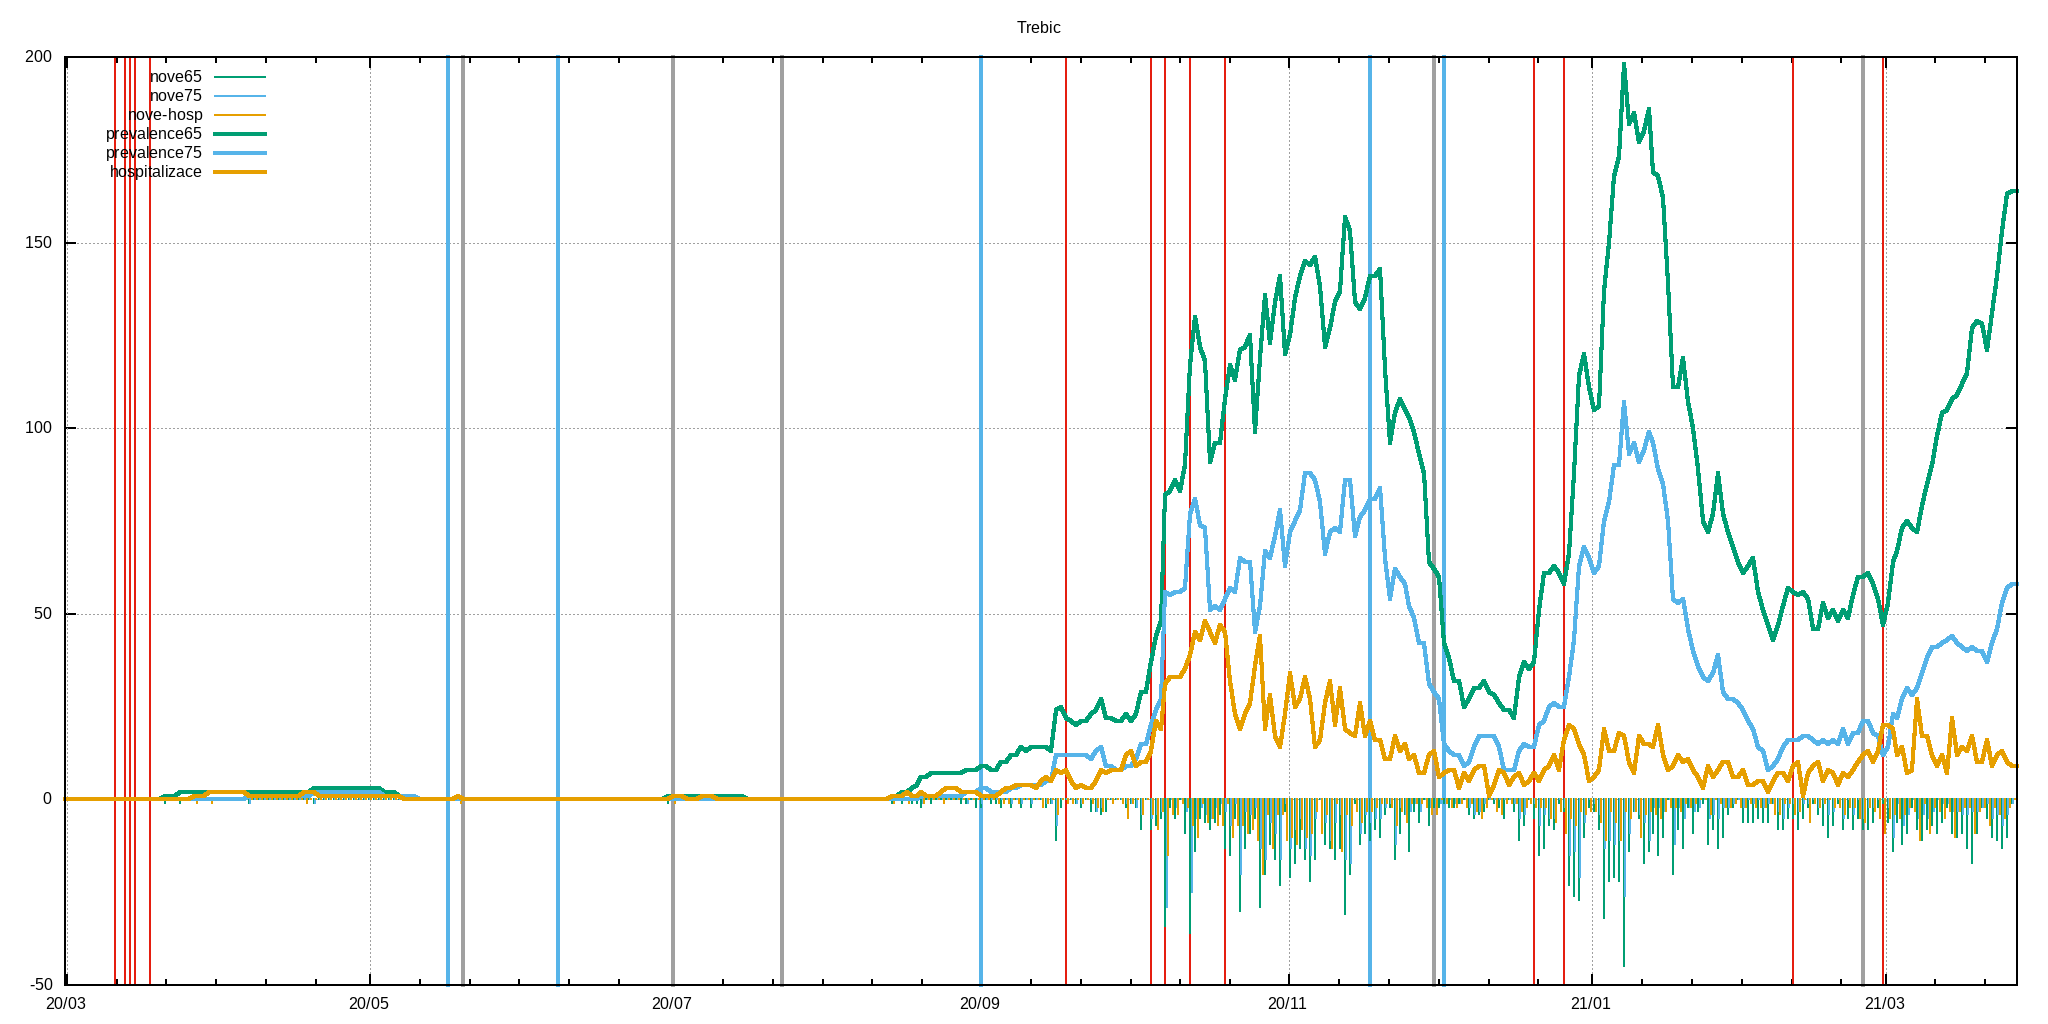 Trebic
200
nove65
nove75
nove-hosp
prevalence65
prevalence75
hospitalizace
150
100
50
0
-50
20/03 20/05 20/07 20/09 20/11 21/01 21/03